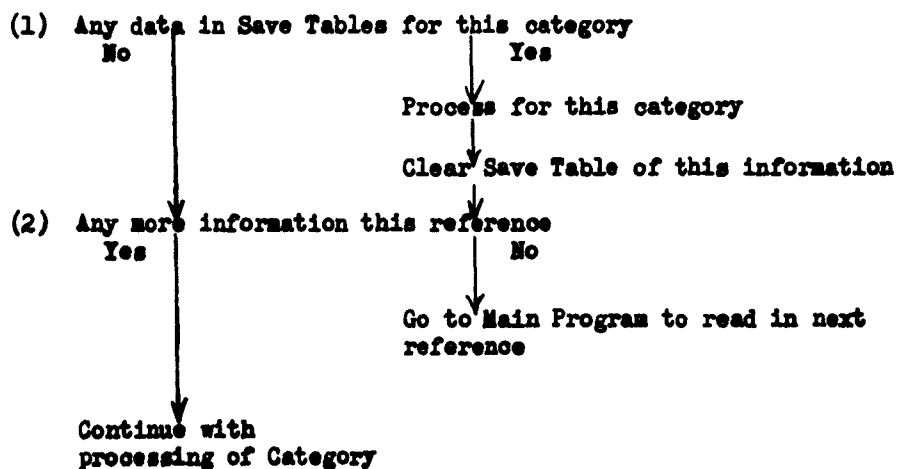 (1) Any data in Save Tables for this category
No Yes
Process for this category
Clear Save Table of this information
(2) Any more information this reference
Yes No
Go to Main Program to read in next
reference
Continue with
processing of Category